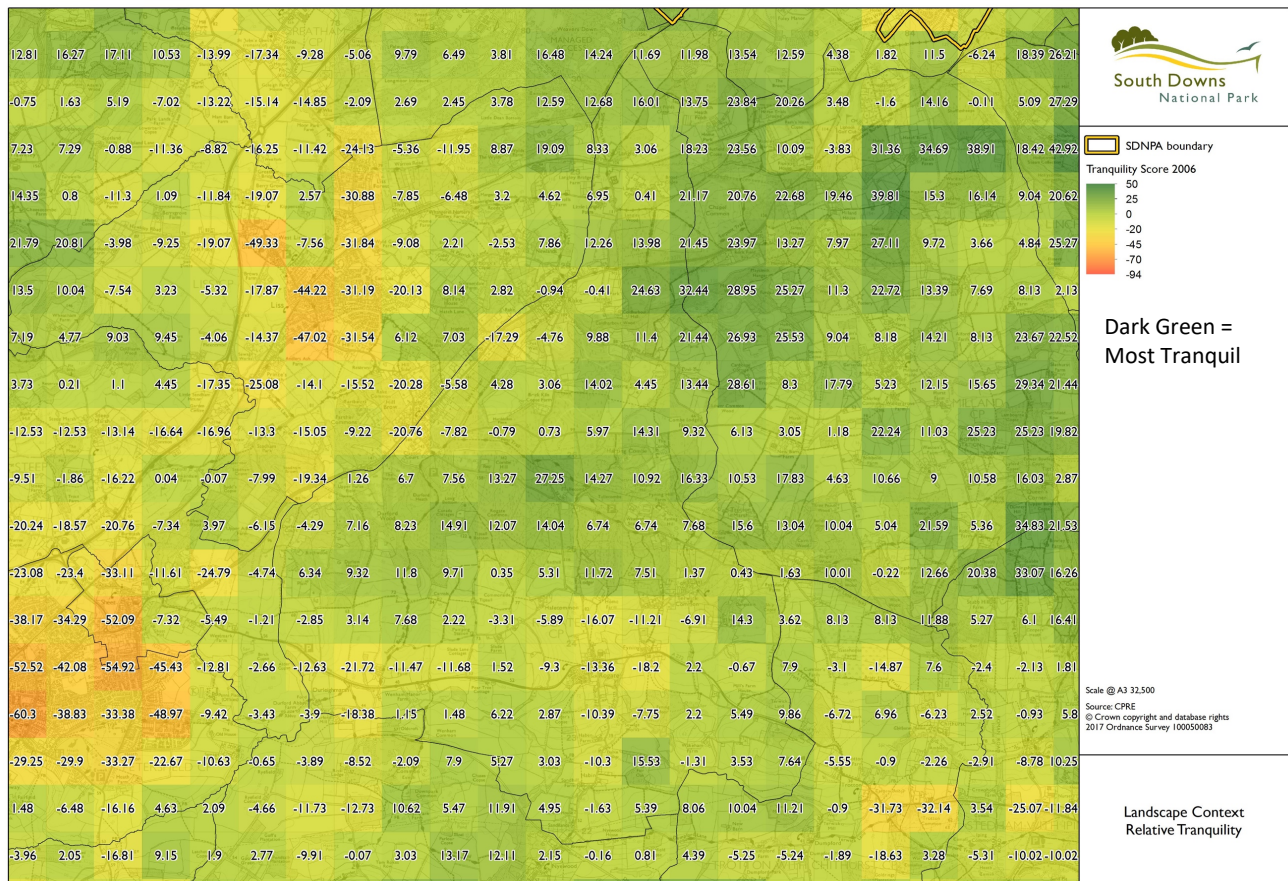 12.81 16.27 17.11 10.53 -13.99 -17.34 -9.28 -5.06 9.79 6.49 3.81 16.48 14.24 11.69 11.98 13.54 12.59 4.38 1.82 11.5 -6.24 18.39 26.21
-0.75 1.63 5.19 -7.02 -13.22 -15.14 -14.85 -2.09 2.69 2.45 3.78 12.59 12.68 16.01 13.75 23.84 20.26 3.48 -1.6 14.16 -0.11 5.09 27.29
7.23 7.29 -0.88 -11.36 -8.82 -16.25 -11.42 -24.13 -5.36 -11.95 8.87 19.09 8.33 3.06 18.23 23.56 10.09 -3.83 31.36 34.69 38.91 18.42 42.92
14.35 0.8 -11.3 1.09 -11.84 -19.07 2.57 -30.88 -7.85 -6.48 3.2 4.62 6.95 0.41 21.17 20.76 22.68 19.46 39.81 15.3 16.14 9.04 20.62
21.79 20.81 -3.98 -9.25 -19.07 -49.33 -7.56 -31.84 -9.08 2.21 -2.53 7.86 12.26 13.98 21.45 23.97 13.27 7.97 27.11 9.72 3.66 4.84 25.27
13.5 10.04 -7.54 3.23 -5.32 -17.87 -44.22 -31.19 -20.13 8.14 2.82 -0.94 -0.41 24.63 32.44 28.95 25.27 11.3 22.72 13.39 7.69 8.13 2.13
7.19 4.77 9.03 9.45 -4.06 -14.37 -47.02 -31.54 6.12 7.03 -17.29 -4.76 9.88 11.4 21.44 26.93 25.53 9.04 8.18 14.21 8.13 23.67 22.52
3.73 0.21 1.1 4.45 -17.35 -25.08 -14.1 -15.52 -20.28 -5.58 4.28 3.06 14.02 4.45 13.44 28.61 8.3 17.79 5.23 12.15 15.65 29.34 21.44
-12.53 -12.53 -13.14 -16.64 -16.96 -13.3 -15.05 -9.22 -20.76 -7.82 -0.79 0.73 5.97 14.31 9.32 6.13 3.05 1.18 22.24 11.03 25.23 25.23 19.82
-9.51 -1.86 -16.22 0.04 -0.07 -7.99 -19.34 1.26 6.7 7.56 13.27 27.25 14.27 10.92 16.33 10.53 17.83 4.63 10.66 9 10.58 16.03 2.87
-20.24 -18.57 -20.76 -7.34 3.97 -6.15 -4.29 7.16 8.23 14.91 12.07 14.04 6.74 6.74 7.68 15.6 13.04 10.04 5.04 21.59 5.36 34.83 21.53
-23.08 -23.4 -33.11 -11.61 -24.79 -4.74 6.34 9.32 11.8 9.71 0.35 5.31 11.72 7.51 1.37 0.43 1.63 10.01 -0.22 12.66 20.38 33.07 16.26
-38.17 -34.29 -52.09 -7.32 -5.49 -1.21 -2.85 3.14 7.68 2.22 -3.31 -5.89 -16.07 -11.21 -6.91 14.3 3.62 8.13 8.13 11.88 5.27 6.1 16.41
-52.52 -42.08 -54.92 -45.43 -12.81 -2.66 -12.63 -21.72 -11.47 -11.68 1.52 -9.3 -13.36 -18.2 2.2 -0.67 7.9 -3.1 -14.87 7.6 -2.4 -2.13 1.81
-60.3 -38.83 -33.38 -48.97 -9.42 -3.43 -3.9 -18.38 1.15 1.48 6.22 2.87 -10.39 -7.75 2.2 5.49 9.86 -6.72 6.96 -6.23 2.52 -0.93 5.8
-29.25 -29.9 -33.27 -22.67 -10.63 -0.65 -3.89 -8.52 -2.09 7.9 5.27 3.03 -10.3 15.53 -1.31 3.53 7.64 -5.55 -0.9 -2.26 -2.91 -8.78 10.25
1.48 -6.48 -16.16 4.63 2.09 -4.66 -11.73 -12.73 10.62 5.47 11.91 4.95 -1.63 5.39 8.06 10.04 11.21 -0.9 -31.73 -32.14 3.54 -25.07 -11.84
-3.96 2.05 -16.81 9.15 1.9 2.77 -9.91 -0.07 3.03 13.17 12.11 2.15 -0.16 0.81 4.39 -5.25 -5.24 -1.89 -18.63 3.28 -5.31 -10.02 -10.02
South Downs
National Park
SDNPA boundary
Tranquility Score 2006
50
25
0
-20
-45
-70
-94
Dark Green =
Most Tranquil
Scale @ A3 32,500
Source: CPRE
© Crown copyright and database rights
2017 Ordnance Survey 100050083
Landscape Context
Relative Tranquility